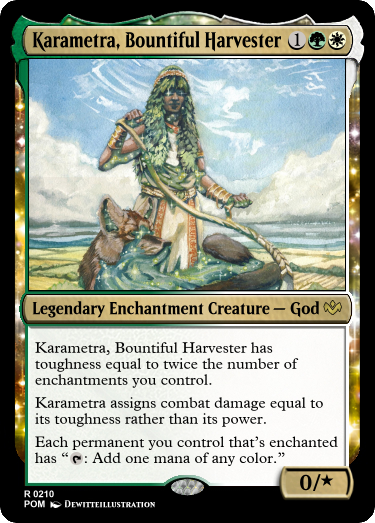 Karametra, Bountiful Harvester 1
Legendary Enchantment Creature — God
Karametra, Bountiful Harvester has
toughness equal to twice the number of
enchantments you control.
Karametra assigns combat damage equal to
its toughness rather than its power.
Each permanent you control that's enchanted
has “: Add one mana of any color.”
0/★
R 0210
POM DEWITTEILLUSTRATION